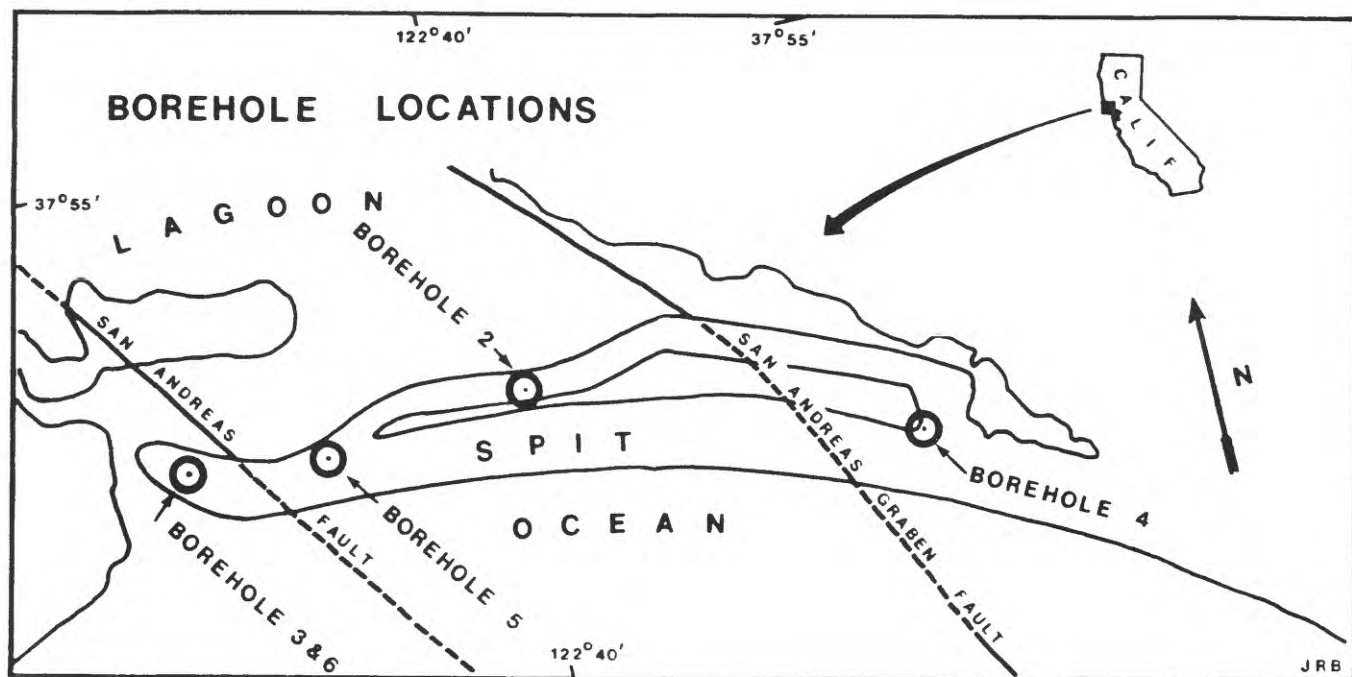 122°40'
37°55'
BOREHOLE LOCATIONS
CALIF
37°55'
LAGOON
BOREHOLE 2
SAN ANDREAS FAULT
SAN ANDREAS GRABEN FAULT
N
SPIT
BOREHOLE 4
OCEAN
BOREHOLE 5
BOREHOLE 3&6
122°40'
JRB